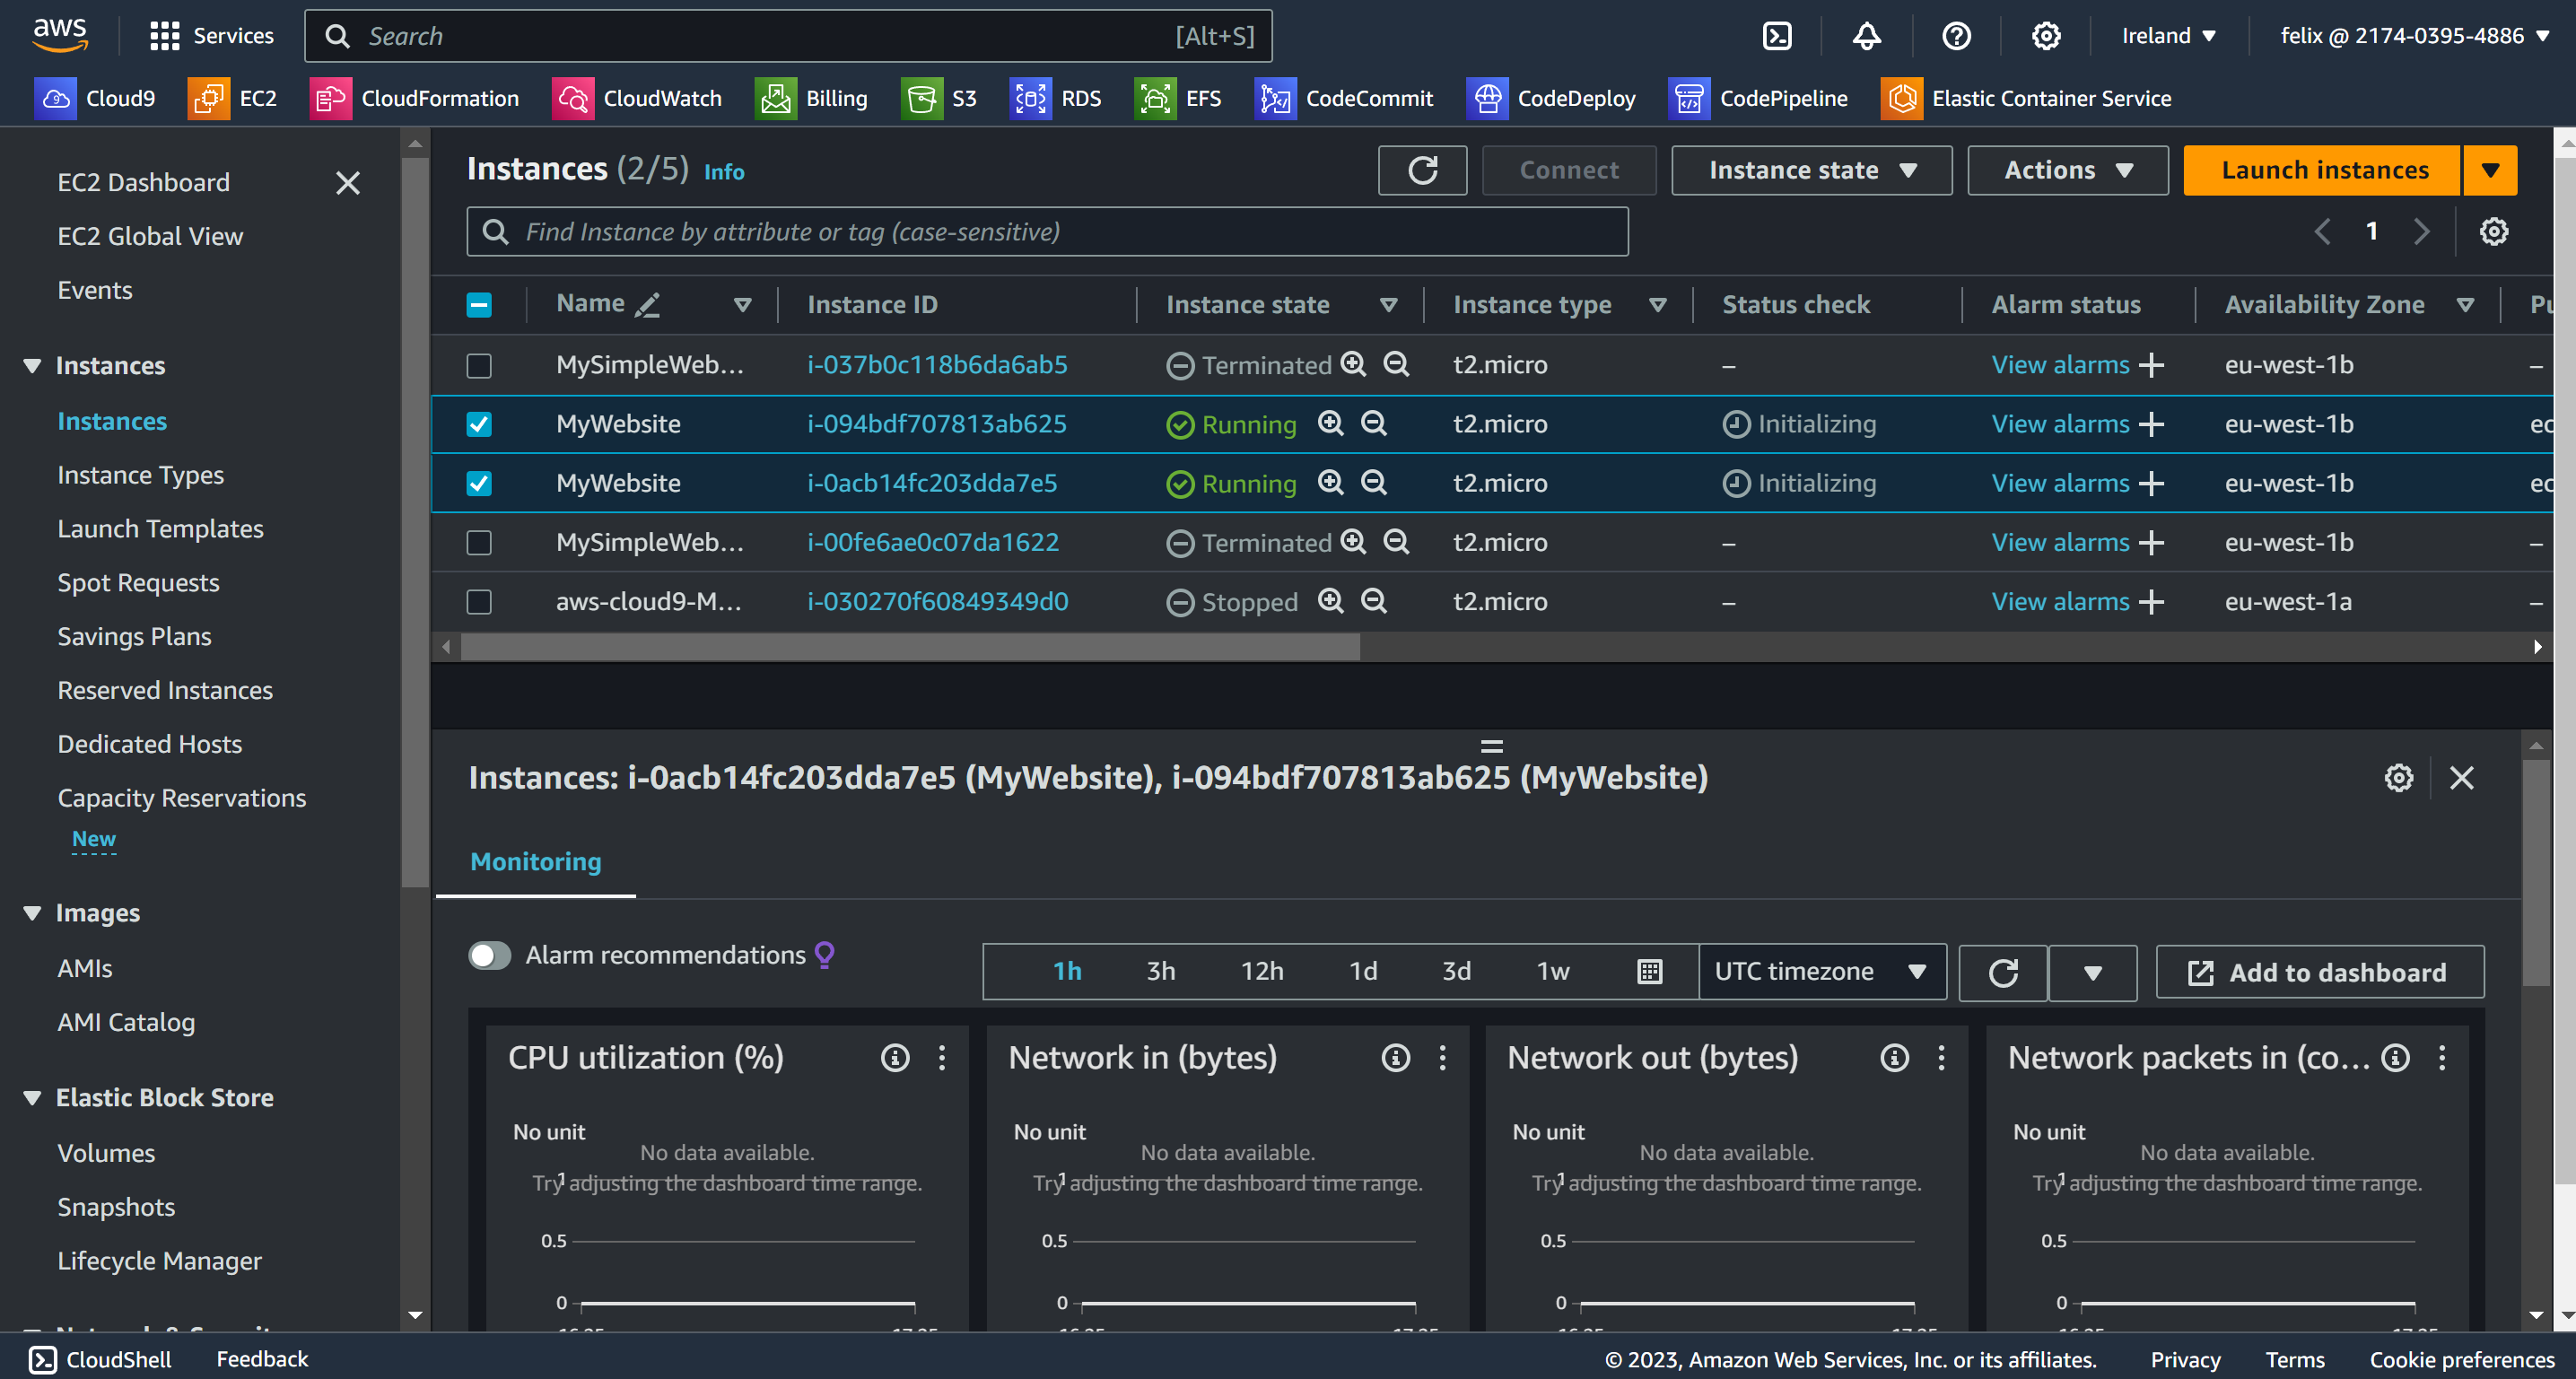 aws Services Search [Alt+S] Ireland felix @ 2174-0395-4886
Cloud9 EC2 CloudFormation CloudWatch Billing S3 RDS EFS CodeCommit CodeDeploy CodePipeline Elastic Container Service
EC2 Dashboard
EC2 Global View
Events
Instances
Instances
Instance Types
Launch Templates
Spot Requests
Savings Plans
Reserved Instances
Dedicated Hosts
Capacity Reservations
New
Images
AMIs
AMI Catalog
Elastic Block Store
Volumes
Snapshots
Lifecycle Manager
Instances (2/5) Info Connect Instance state Actions Launch instances
Find Instance by attribute or tag (case-sensitive) 1
Name Instance ID Instance state Instance type Status check Alarm status Availability Zone
MySimpleWeb... i-037b0c118b6da6ab5 Terminated t2.micro – View alarms eu-west-1b –
MyWebsite i-094bdf707813ab625 Running t2.micro Initializing View alarms eu-west-1b ec
MyWebsite i-0acb14fc203dda7e5 Running t2.micro Initializing View alarms eu-west-1b ec
MySimpleWeb... i-00fe6ae0c07da1622 Terminated t2.micro – View alarms eu-west-1b –
aws-cloud9-M... i-030270f60849349d0 Stopped t2.micro – View alarms eu-west-1a –
Instances: i-0acb14fc203dda7e5 (MyWebsite), i-094bdf707813ab625 (MyWebsite)
Monitoring
Alarm recommendations 1h 3h 12h 1d 3d 1w UTC timezone Add to dashboard
CPU utilization (%) Network in (bytes) Network out (bytes) Network packets in (co...
No unit No unit No unit No unit
No data available. No data available. No data available. No data available.
1 1 1 1
Try adjusting the dashboard time range. Try adjusting the dashboard time range. Try adjusting the dashboard time range. Try adjusting the dashboard time range.
0.5 0.5 0.5 0.5
0 0 0 0
CloudShell Feedback © 2023, Amazon Web Services, Inc. or its affiliates. Privacy Terms Cookie preferences